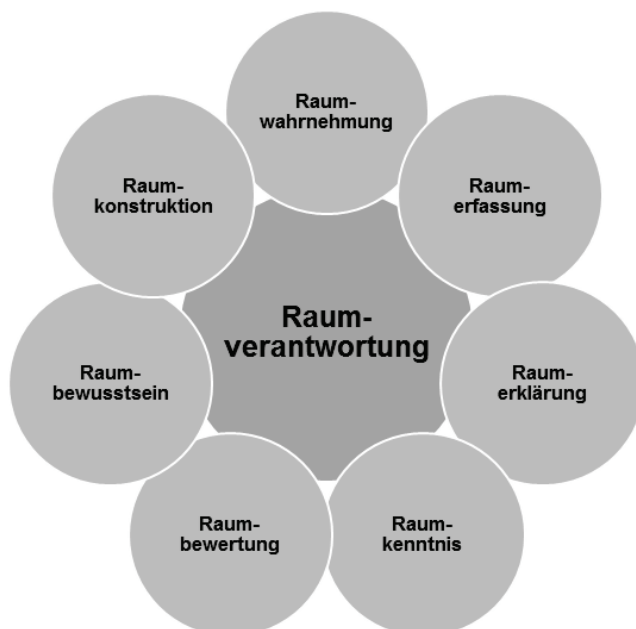 Raum-
wahrnehmung
Raum-
erfassung
Raum-
erklärung
Raum-
kenntnis
Raum-
bewertung
Raum-
bewusstsein
Raum-
konstruktion
Raum-
verantwortung